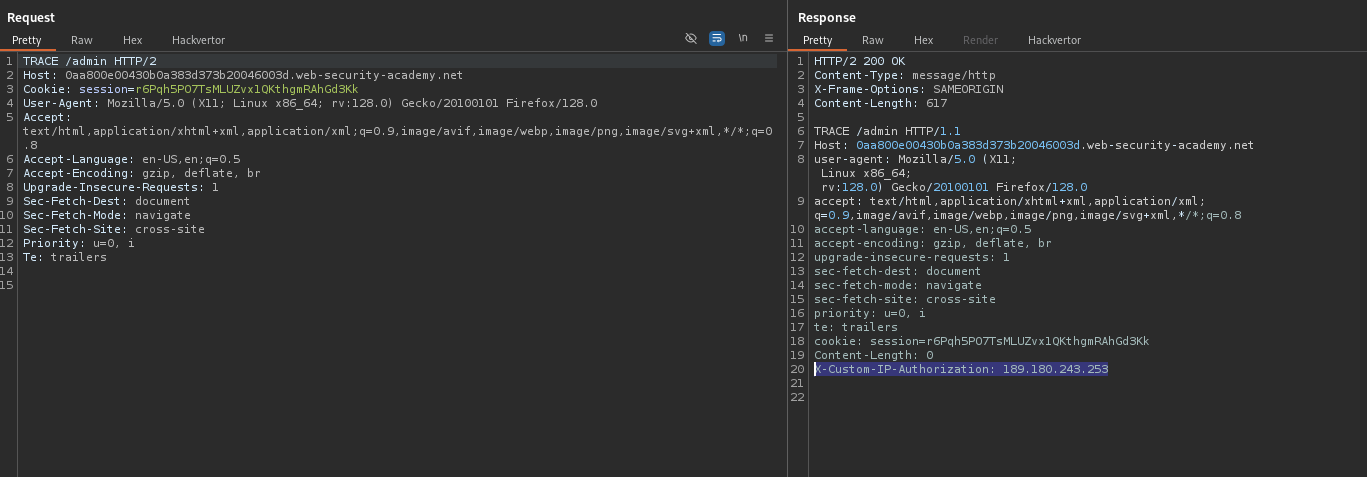 Request
Pretty Raw Hex Hackvertor
\n
1 TRACE /admin HTTP/2
2 Host: 0aa800e00430b0a383d373b20046003d.web-security-academy.net
3 Cookie: session=r6Pqh5PO7TsMLUZvx1QKthgmRAhGd3Kk
4 User-Agent: Mozilla/5.0 (X11; Linux x86_64; rv:128.0) Gecko/20100101 Firefox/128.0
5 Accept:
text/html,application/xhtml+xml,application/xml;q=0.9,image/avif,image/webp,image/png,image/svg+xml,*/*;q=0
.8
6 Accept-Language: en-US,en;q=0.5
7 Accept-Encoding: gzip, deflate, br
8 Upgrade-Insecure-Requests: 1
9 Sec-Fetch-Dest: document
10 Sec-Fetch-Mode: navigate
11 Sec-Fetch-Site: cross-site
12 Priority: u=0, i
13 Te: trailers
14
15
Response
Pretty Raw Hex Render Hackvertor
1 HTTP/2 200 OK
2 Content-Type: message/http
3 X-Frame-Options: SAMEORIGIN
4 Content-Length: 617
5
6 TRACE /admin HTTP/1.1
7 Host: 0aa800e00430b0a383d373b20046003d.web-security-academy.net
8 user-agent: Mozilla/5.0 (X11;
Linux x86_64;
rv:128.0) Gecko/20100101 Firefox/128.0
9 accept: text/html,application/xhtml+xml,application/xml;
q=0.9,image/avif,image/webp,image/png,image/svg+xml,*/*;q=0.8
10 accept-language: en-US,en;q=0.5
11 accept-encoding: gzip, deflate, br
12 upgrade-insecure-requests: 1
13 sec-fetch-dest: document
14 sec-fetch-mode: navigate
15 sec-fetch-site: cross-site
16 priority: u=0, i
17 te: trailers
18 cookie: session=r6Pqh5PO7TsMLUZvx1QKthgmRAhGd3Kk
19 Content-Length: 0
20 X-Custom-IP-Authorization: 189.180.243.253
21
22